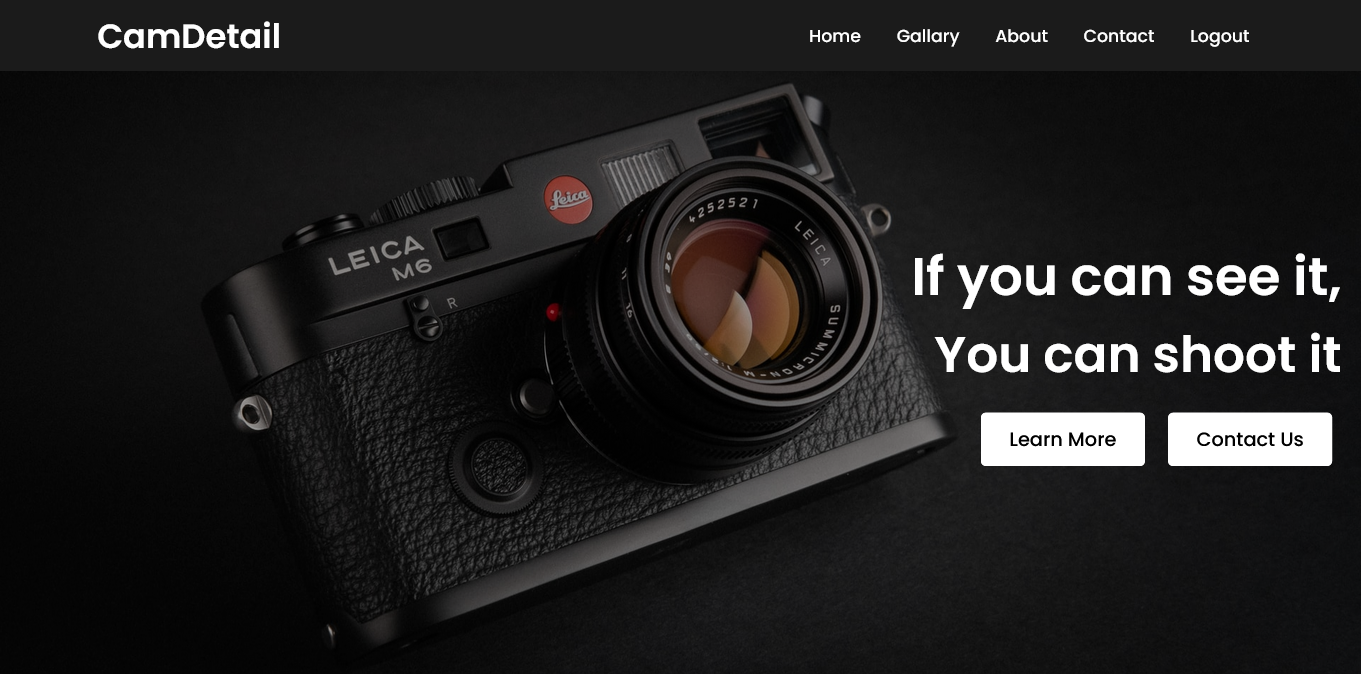 CamDetail
Home Gallary About Contact Logout
Leica
LEICA
M6
R
4252521
LEICA
SUMMICRON-M
16
If you can see it,
You can shoot it
Learn More Contact Us